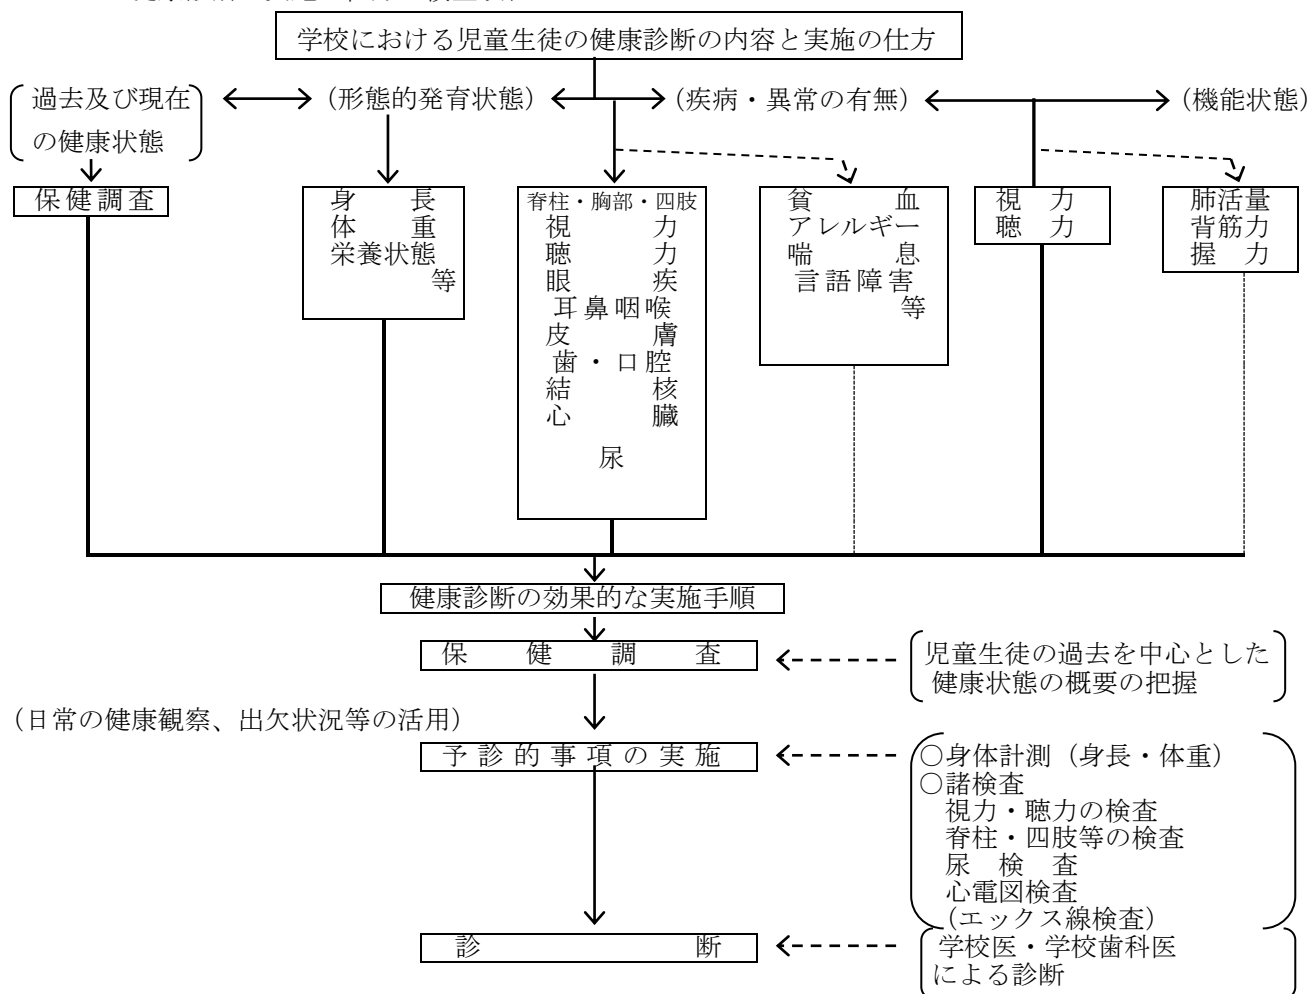 学校における児童生徒の健康診断の内容と実施の仕方
過去及び現在
の健康状態
(形態的発育状態)
(疾病・異常の有無)
(機能状態)
保健調査
身長
体重
栄養状態
等
脊柱・胸部・四肢
視力
聴力
眼疾
耳鼻咽喉
皮膚
歯・口腔
結核
心臓
尿
貧血
アレルギー
喘息
言語障害
等
視力
聴力
肺活量
背筋力
握力
健康診断の効果的な実施手順
保健調査
児童生徒の過去を中心とした
健康状態の概要の把握
(日常の健康観察、出欠状況等の活用)
予診的事項の実施
○身体計測(身長・体重)
○諸検査
視力・聴力の検査
脊柱・四肢等の検査
尿検査
心電図検査
(エックス線検査)
診断
学校医・学校歯科医
による診断